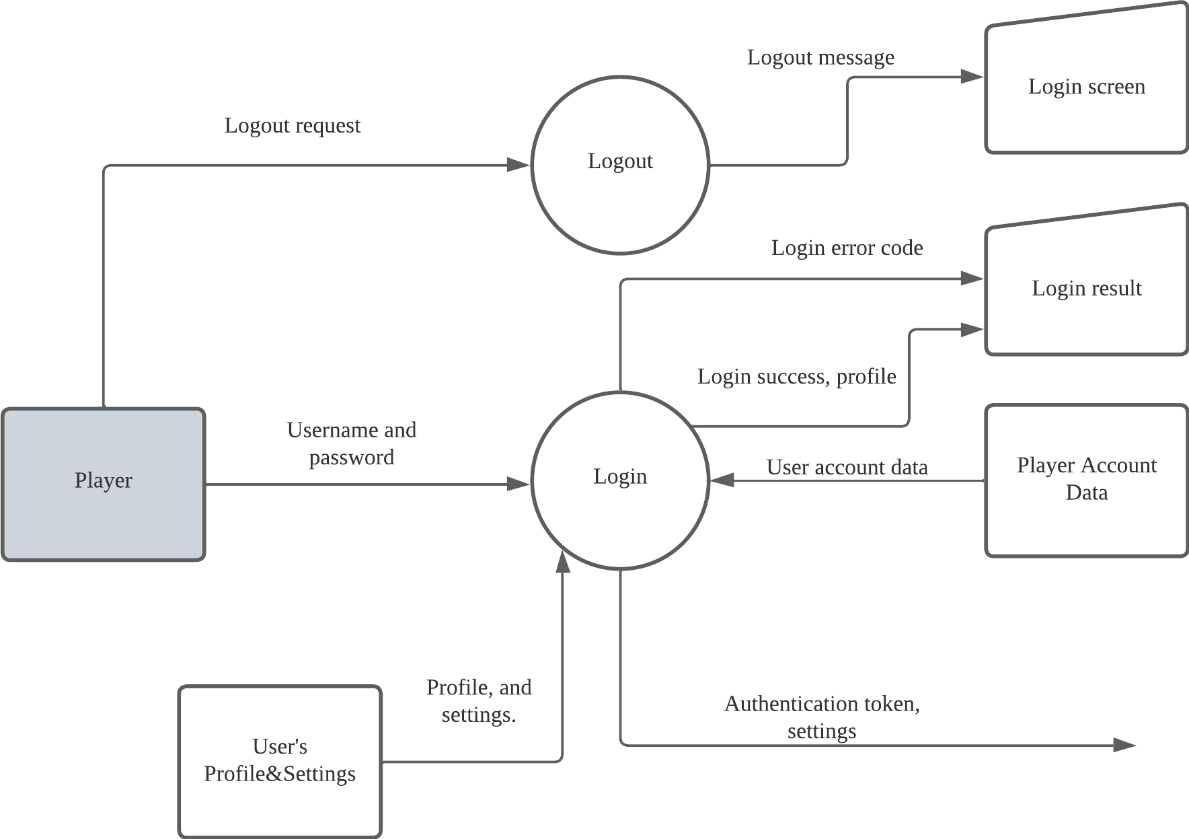 Logout message
Login screen
Logout request
Logout
Login error code
Login result
Login success, profile
Username and
password
Player
Login
User account data
Player Account
Data
Profile, and
settings.
Authentication token,
settings
User's
Profile&Settings